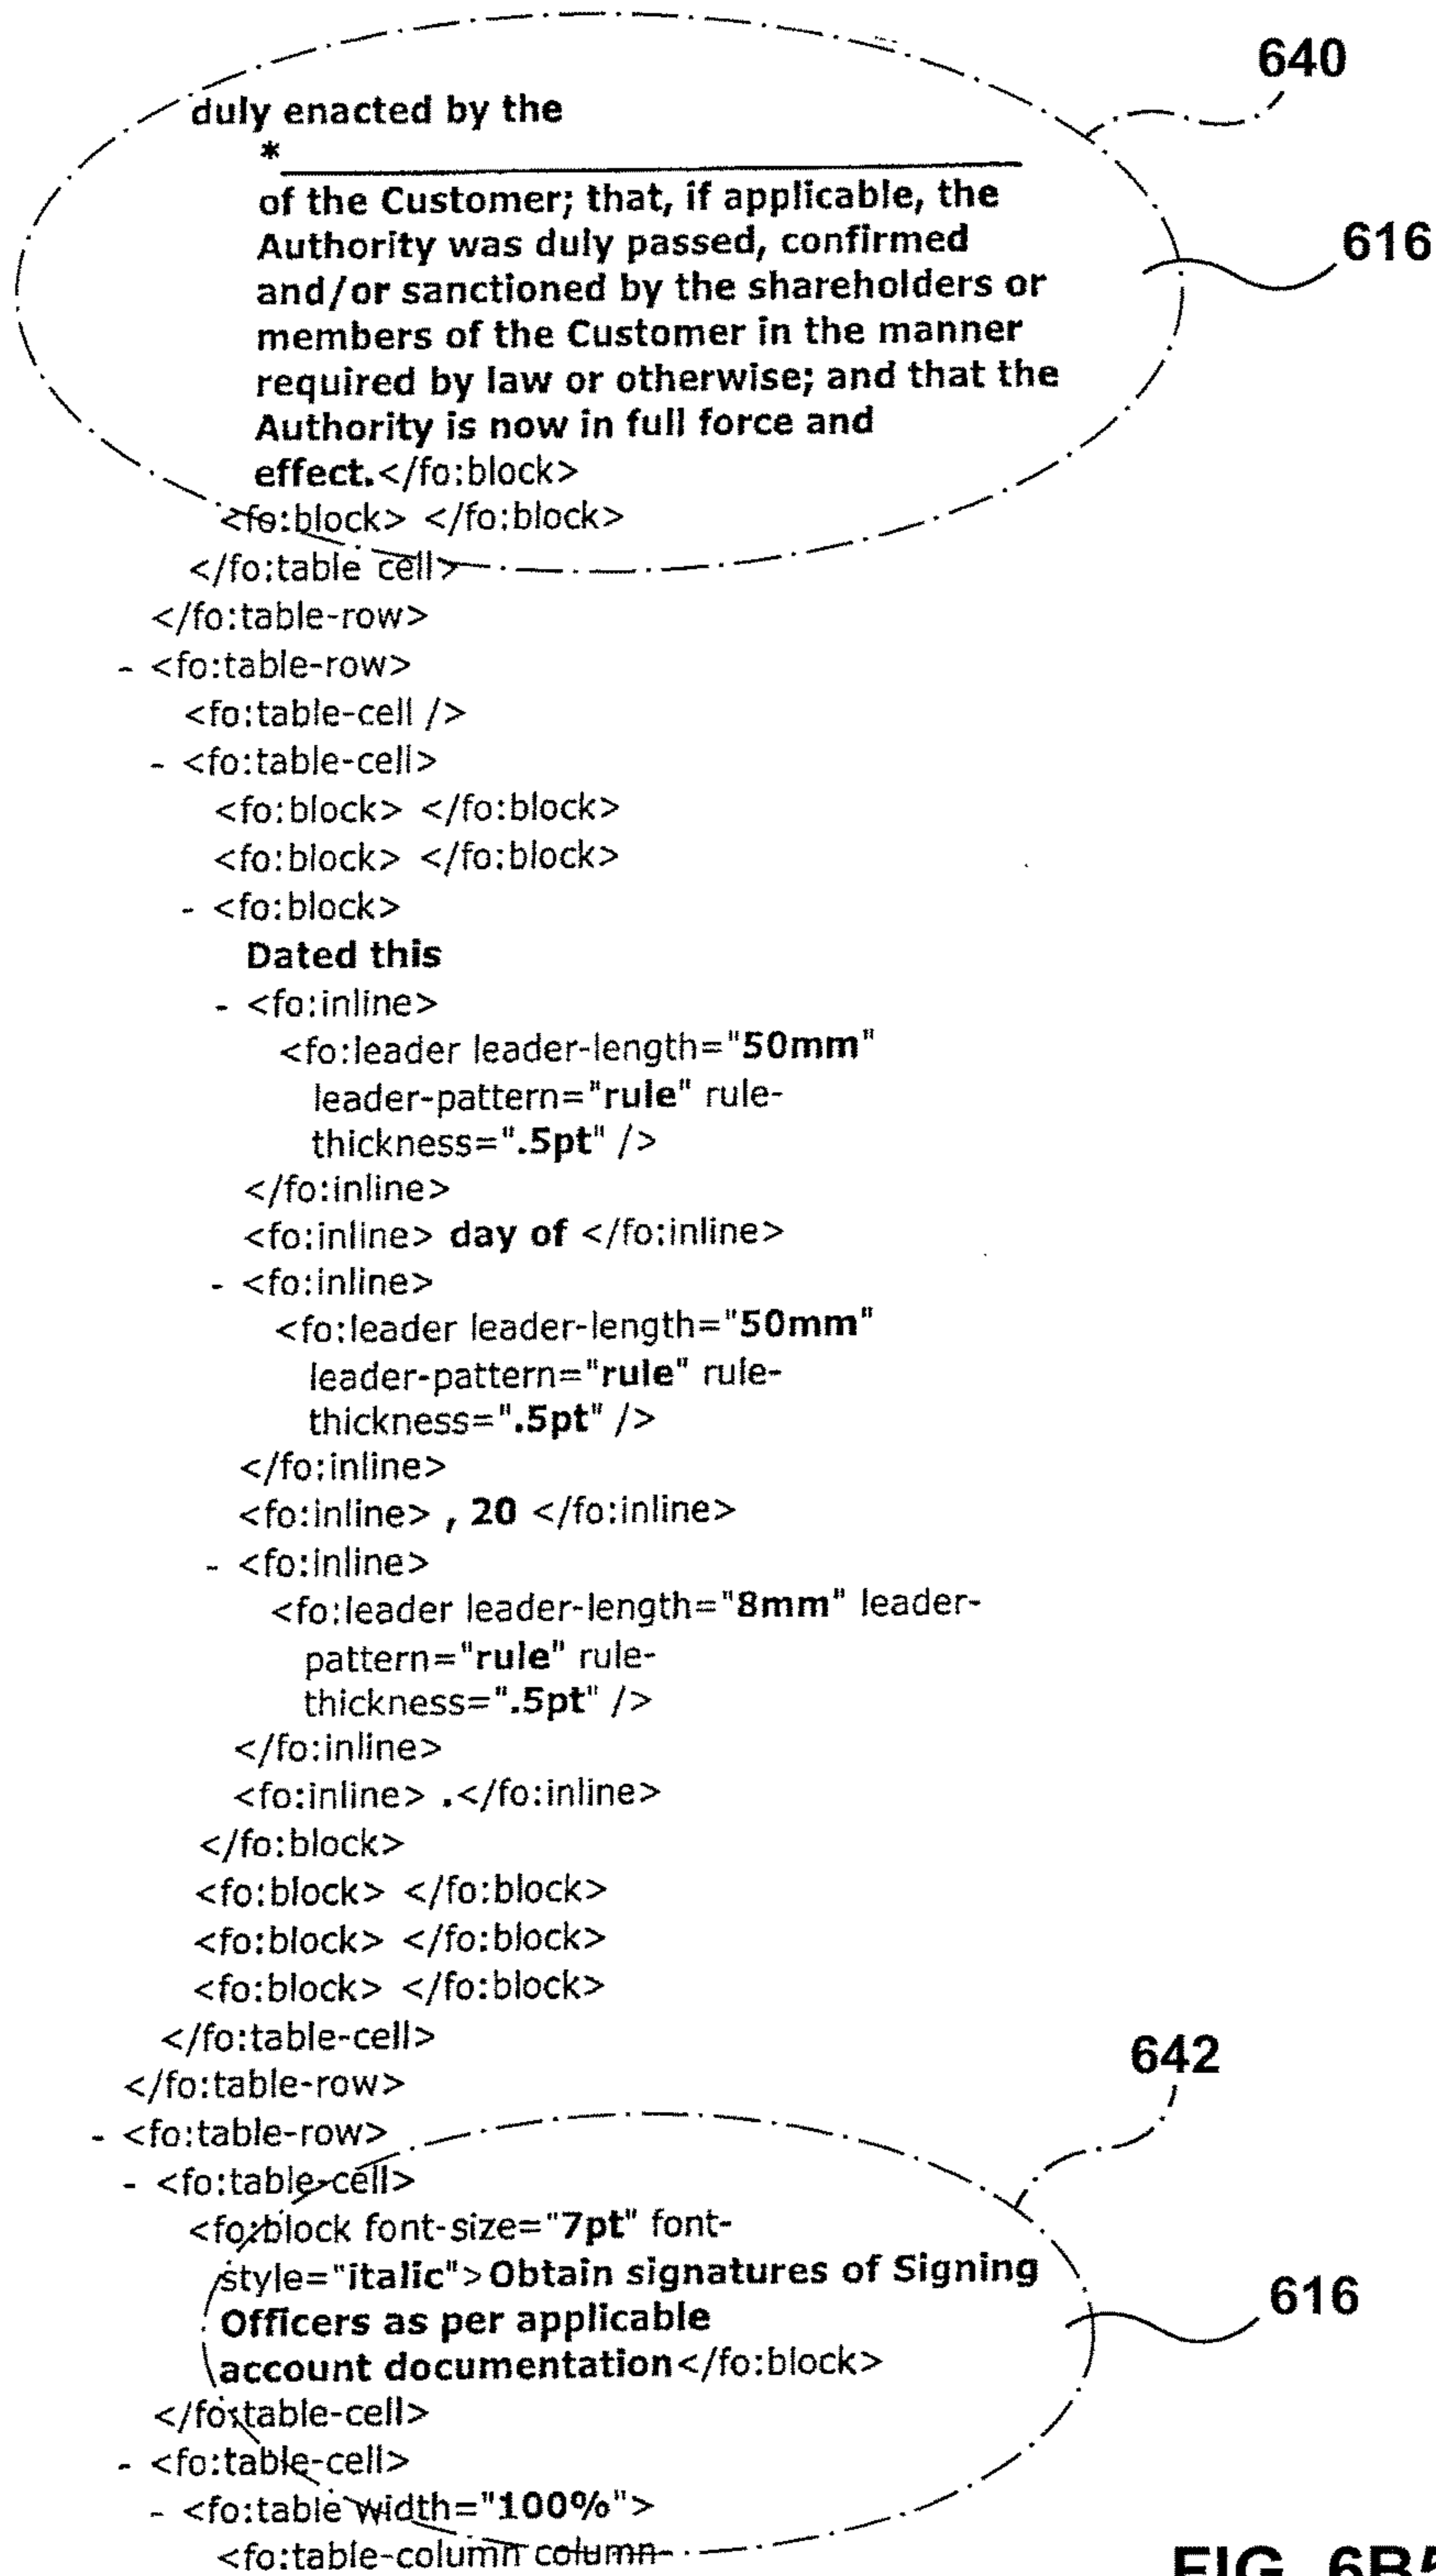 640
duly enacted by the
*
of the Customer; that, if applicable, the
616
Authority was duly passed, confirmed
and/or sanctioned by the shareholders or
members of the Customer in the manner
required by law or otherwise; and that the
Authority is now in full force and
effect.</fo:block>
<fo:block> </fo:block>
</fo:table cell>
</fo:table-row>
- <fo:table-row>
<fo:table-cell />
- <fo:table-cell>
<fo:block> </fo:block>
<fo:block> </fo:block>
- <fo:block>
Dated this
- <fo:inline>
<fo:leader leader-length="50mm"
leader-pattern="rule" rule-
thickness=".5pt" />
</fo:inline>
<fo:inline> day of </fo:inline>
- <fo:inline>
<fo:leader leader-length="50mm"
leader-pattern="rule" rule-
thickness=".5pt" />
</fo:inline>
<fo:inline> , 20 </fo:inline>
- <fo:inline>
<fo:leader leader-length="8mm" leader-
pattern="rule" rule-
thickness=".5pt" />
</fo:inline>
<fo:inline> .</fo:inline>
</fo:block>
<fo:block> </fo:block>
<fo:block> </fo:block>
<fo:block> </fo:block>
</fo:table-cell>
642
</fo:table-row>
- <fo:table-row>
- <fo:table-cell>
<fo:block font-size="7pt" font-
style="italic">Obtain signatures of Signing
616
Officers as per applicable
account documentation</fo:block>
</fo:table-cell>
- <fo:table-cell>
- <fo:table width="100%">
<fo:table-column column-
FIG. 6B5